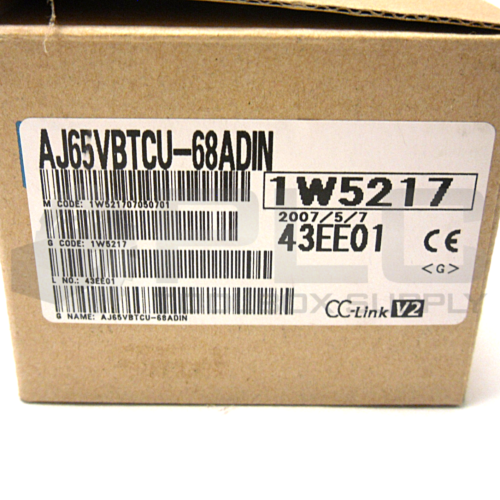 AJ65VBTCU-68ADIN
1W5217
M CODE: 1W521707050701
2007/5/7
43EE01
CE
G CODE: 1W5217
<G>
L NO.: 43EE01
CC-Link V2
G NAME: AJ65VBTCU-68ADIN